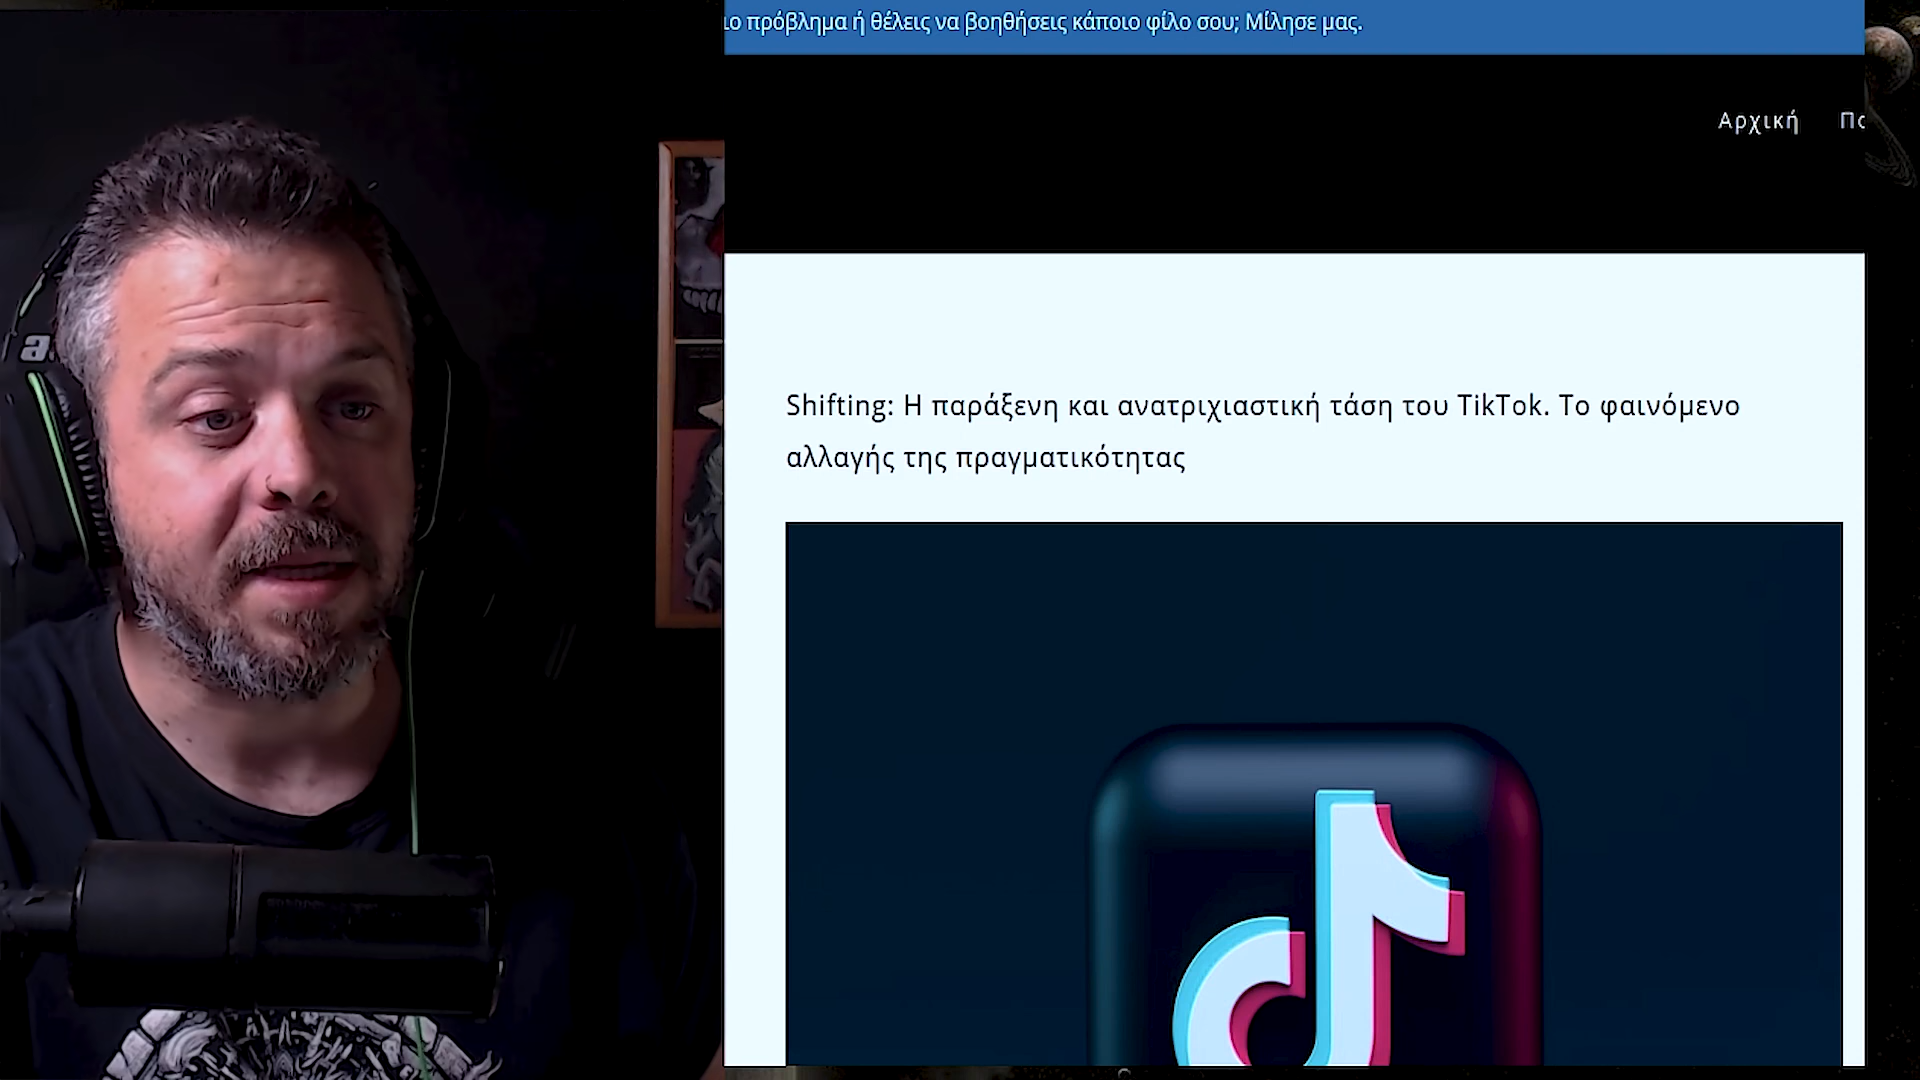 πρόβλημα ή θέλεις να βοηθήσεις κάποιο φίλο σου; Μίλησε μας.
Αρχική
Shifting: Η παράξενη και ανατριχιαστική τάση του TikTok. Το φαινόμενο
αλλαγής της πραγματικότητας